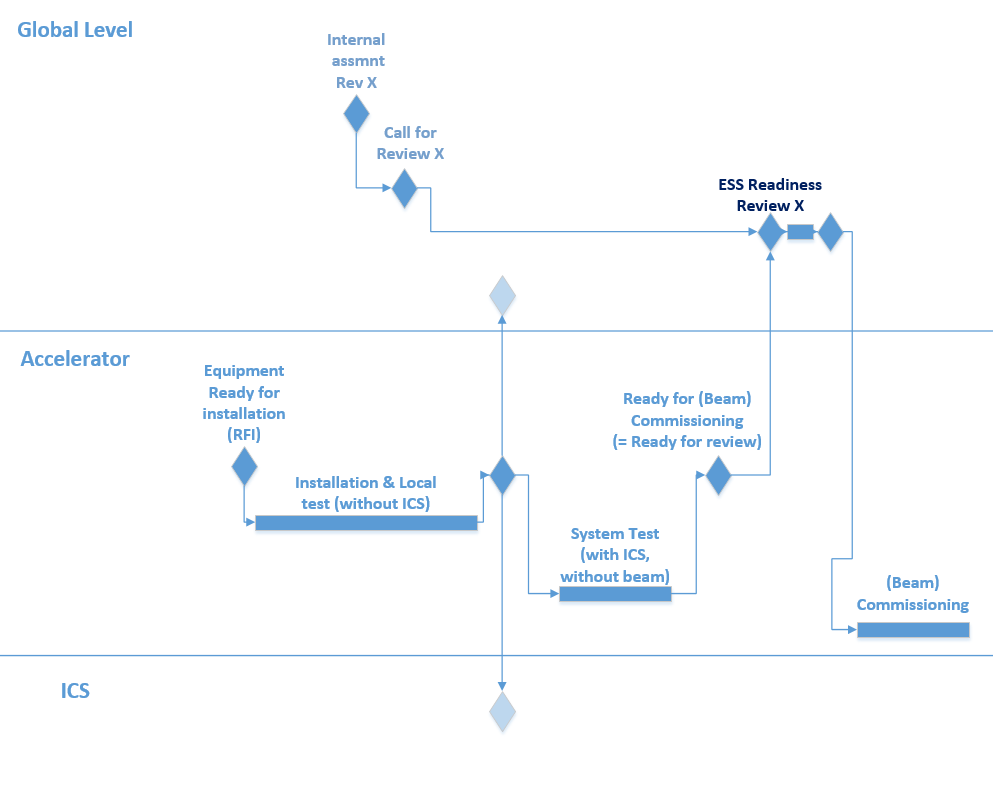 Global Level
Internal
assmnt
Rev X
Call for
Review X
ESS Readiness
Review X
Accelerator
Equipment
Ready for
installation
(RFI)
Installation & Local
test (without ICS)
Ready for (Beam)
Commissioning
(= Ready for review)
System Test
(with ICS,
without beam)
(Beam)
Commissioning
ICS